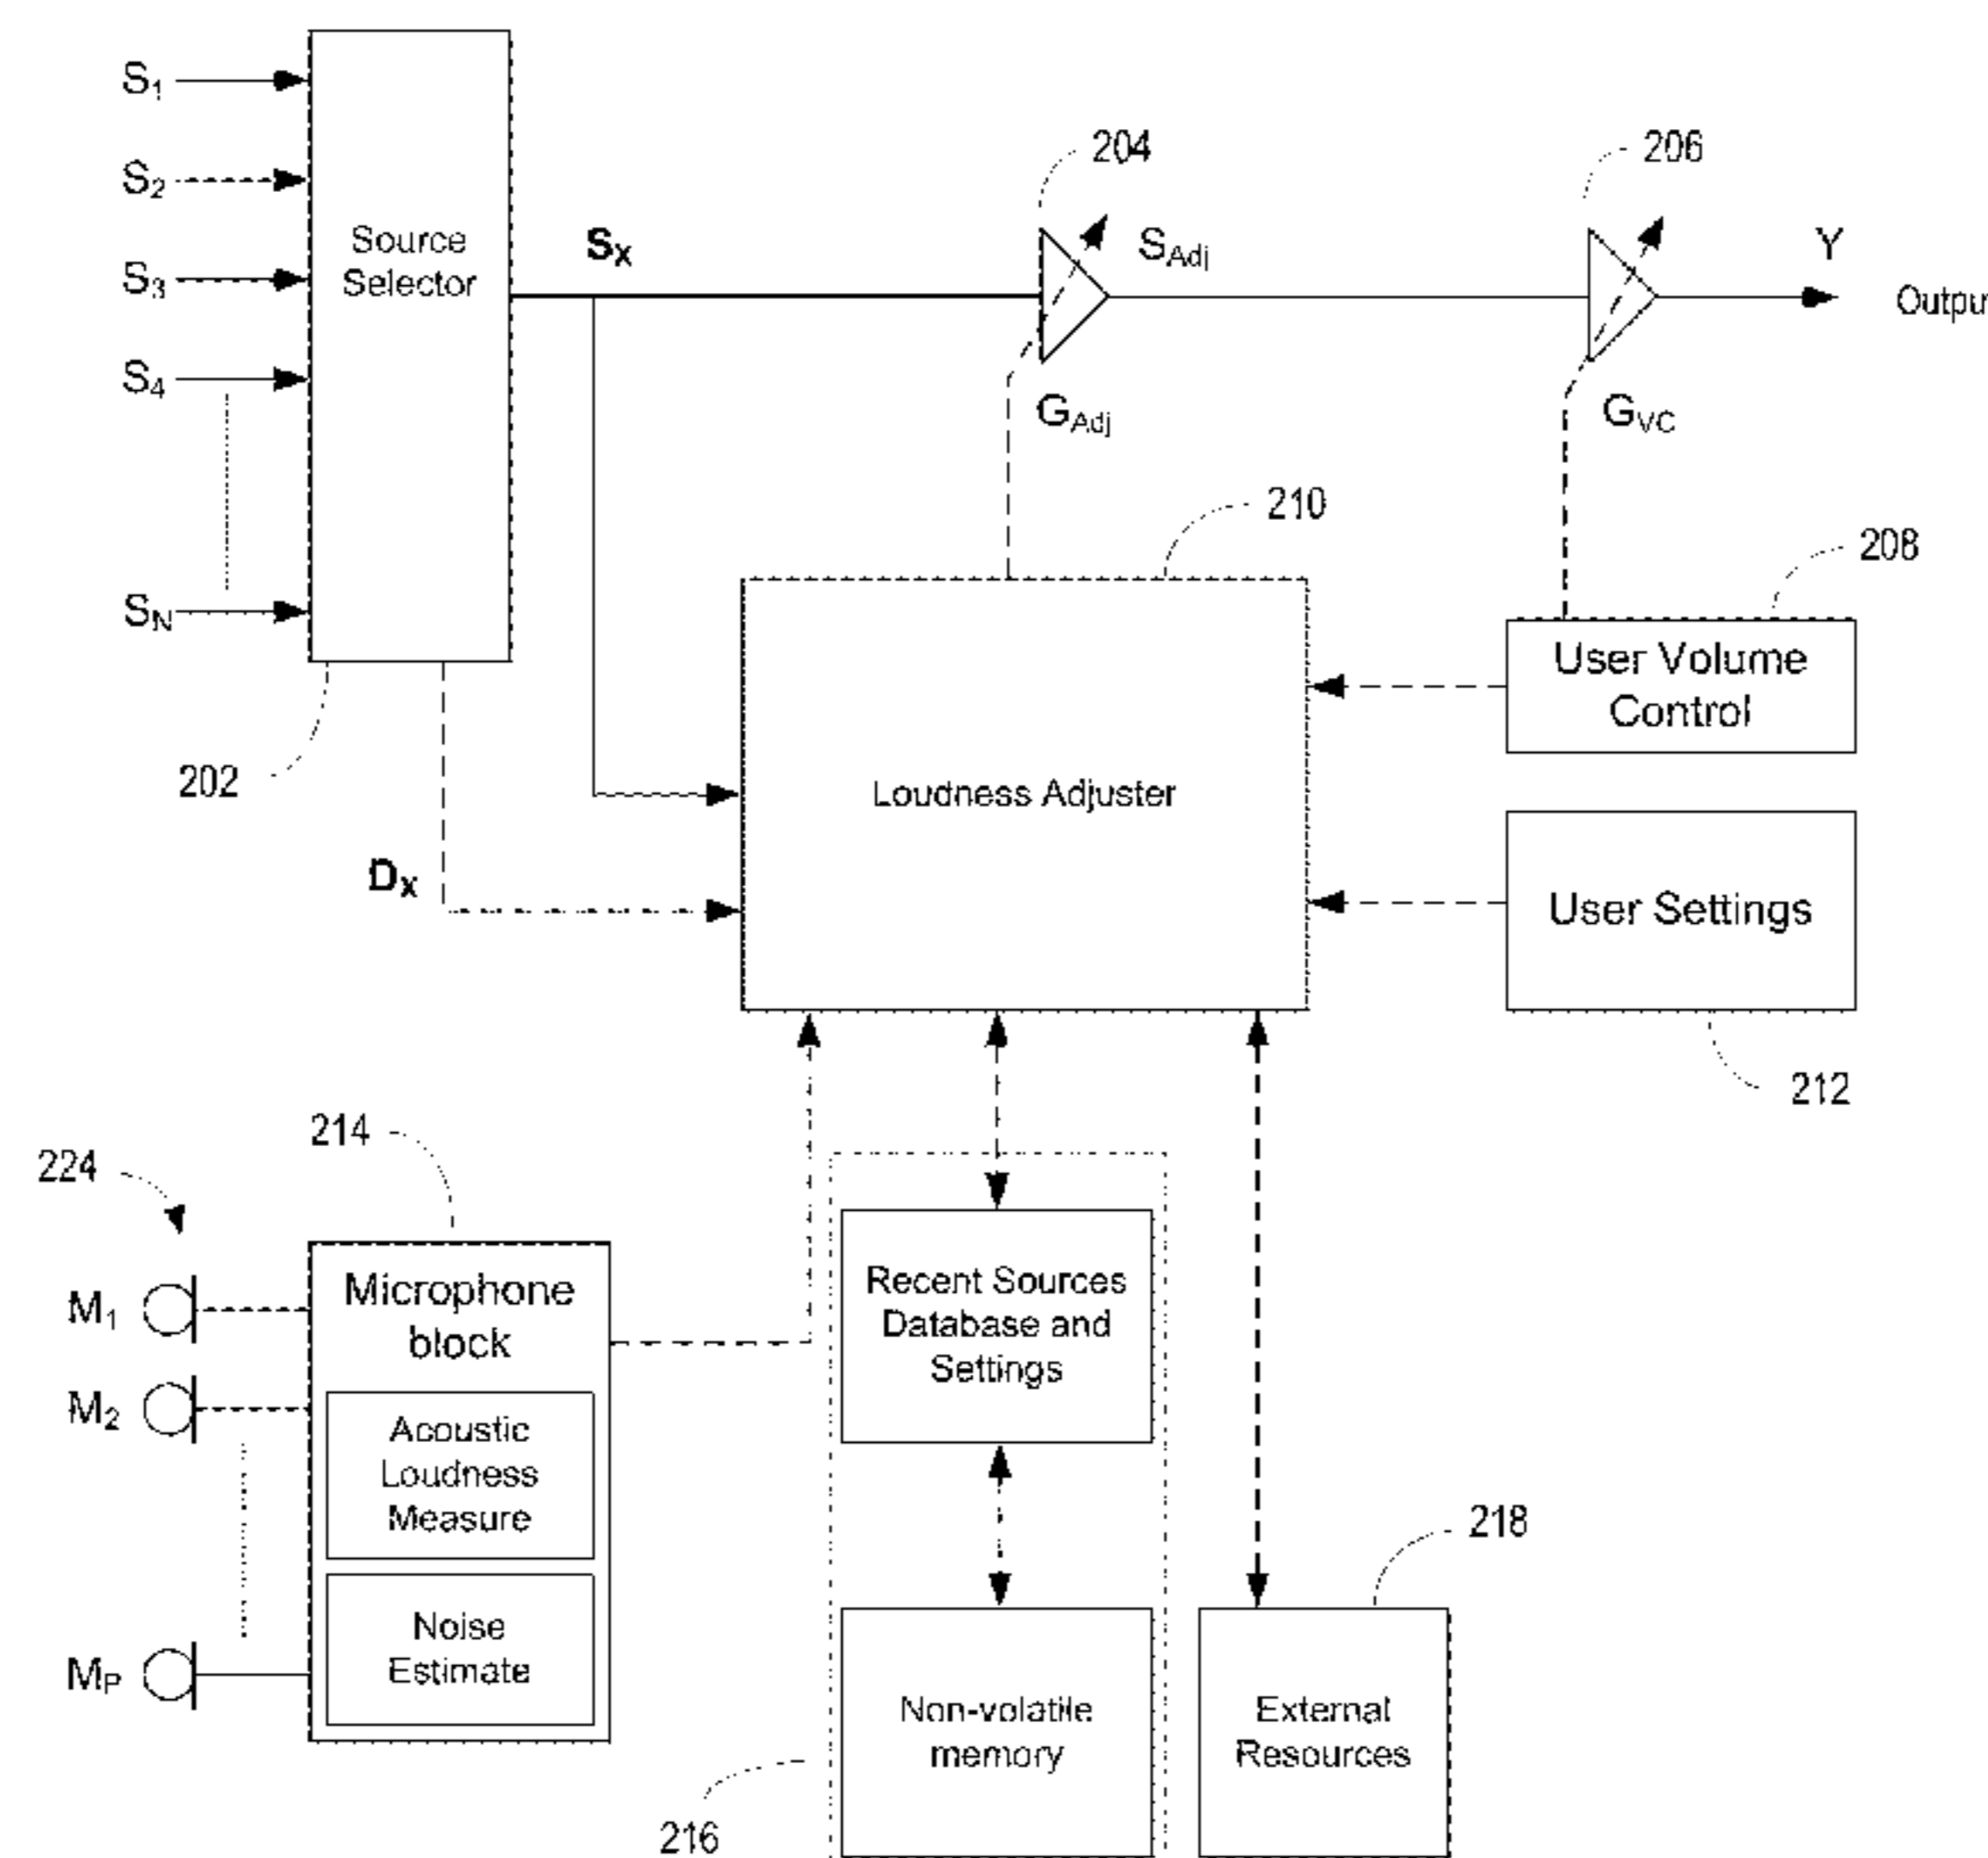 S1
S2
S3
S4
SN
Source
Selector
202
SX
DX
204
SAdj
GAdj
206
GVC
Y
Outpu
210
Loudness Adjuster
208
User Volume
Control
User Settings
212
214
224
M1
M2
MP
Microphone
block
Acoustic
Loudness
Measure
Noise
Estimate
Recent Sources
Database and
Settings
Non-volatile
memory
216
218
External
Resources